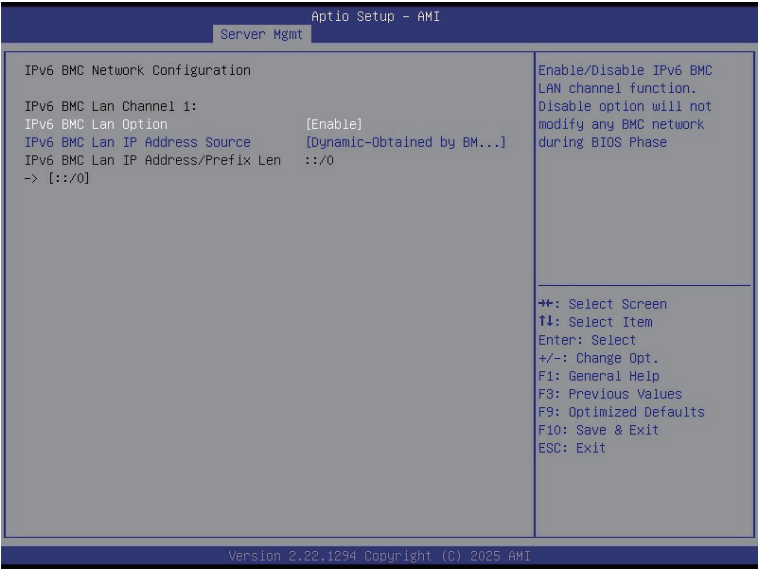 Aptio Setup – AMI
Server Mgmt
IPv6 BMC Network Configuration
IPv6 BMC Lan Channel 1:
IPv6 BMC Lan Option [Enable]
IPv6 BMC Lan IP Address Source [Dynamic-Obtained by BM...]
IPv6 BMC Lan IP Address/Prefix Len ::/0
-> [::/0]
Enable/Disable IPv6 BMC
LAN channel function.
Disable option will not
modify any BMC network
during BIOS Phase
→←: Select Screen
↑↓: Select Item
Enter: Select
+/-: Change Opt.
F1: General Help
F3: Previous Values
F9: Optimized Defaults
F10: Save & Exit
ESC: Exit
Version 2.22.1294 Copyright (C) 2025 AMI